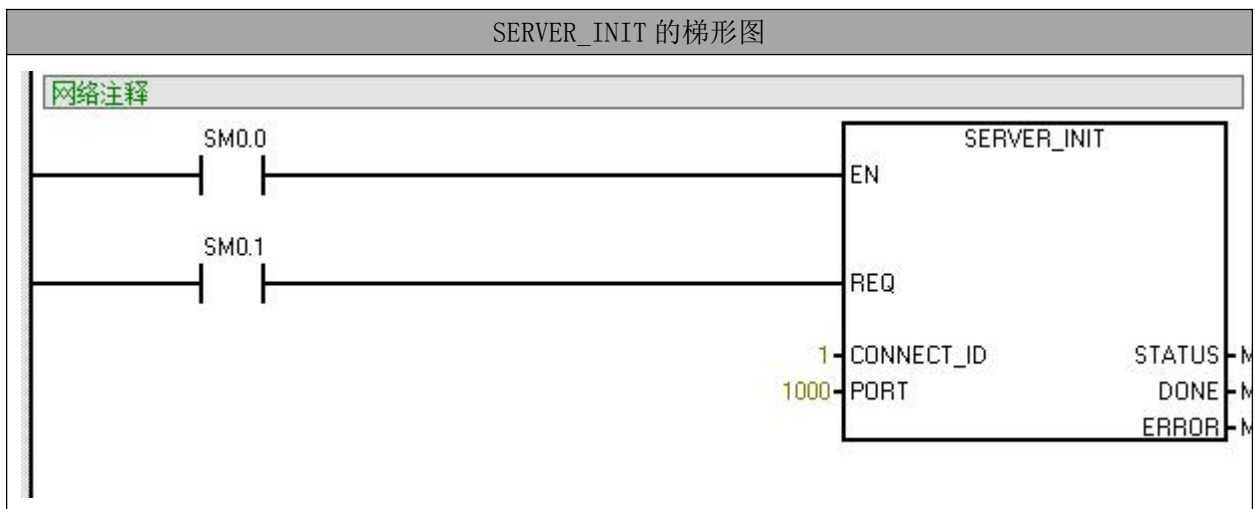 SERVER_INIT 的梯形图
网络注释
SM0.0
SERVER_INIT
EN
SM0.1
REQ
1 CONNECT_ID STATUS M
1000 PORT DONE M
ERROR M